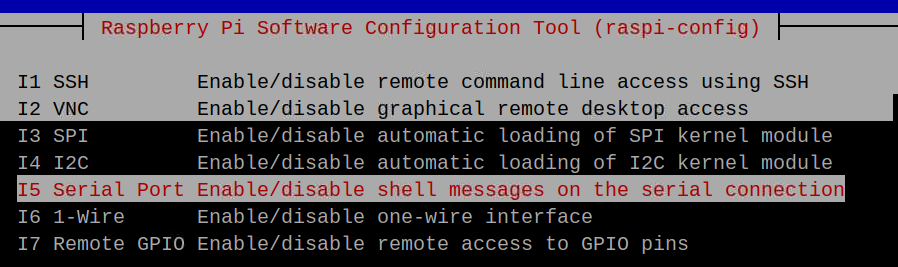 Raspberry Pi Software Configuration Tool (raspi-config)
I1 SSH Enable/disable remote command line access using SSH
I2 VNC Enable/disable graphical remote desktop access
I3 SPI Enable/disable automatic loading of SPI kernel module
I4 I2C Enable/disable automatic loading of I2C kernel module
I5 Serial Port Enable/disable shell messages on the serial connection
I6 1-Wire Enable/disable one-wire interface
I7 Remote GPIO Enable/disable remote access to GPIO pins